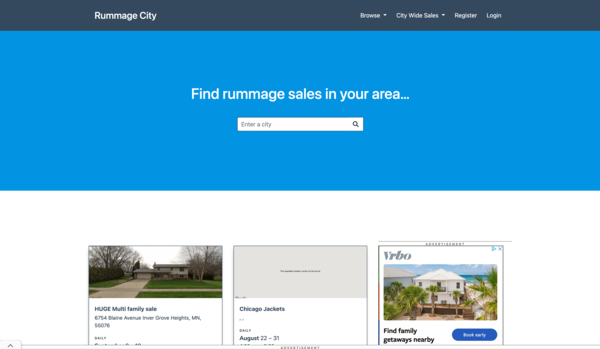 Rummage City
Browse
City Wide Sales
Register
Login
Find rummage sales in your area...
Enter a city
ADVERTISEMENT
Vrbo
HUGE Multi family sale
6754 Blaine Avenue Inver Grove Heights, MN,
55076
DAILY
Chicago Jackets
, ,
DAILY
August 22 – 31
Find family
getaways nearby
Book early
ADVERTISEMENT